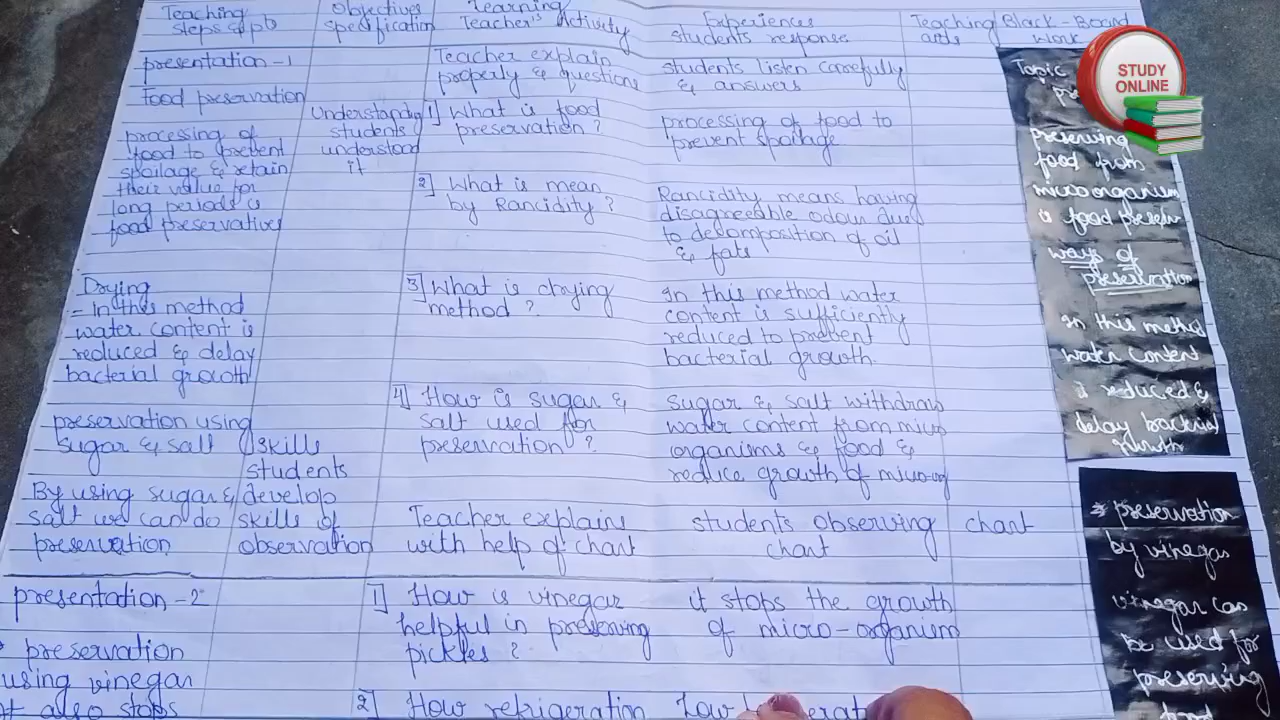 Teaching steps & pts
Objectives specification
Learning
Teacher's Activity
Experiences
students response
Teaching aids
Black-Board Work
STUDY
ONLINE
presentation-1
Food preservation
processing of
food to prevent
spoilage & retain
their value for
long periods is
food preservatives
Understanding
students
understood
it
Teacher explain
properly & questions
1] What is food
preservation?
students listen carefully
& answers
processing of food to
prevent spoilage
2] What is mean
by Rancidity?
Rancidity means having
disagreeable odour due
to decomposition of oil
& fats
Drying
- In this method
water content is
reduced & delay
bacterial growth
3] What is drying
method?
In this method water
content is sufficiently
reduced to prevent
bacterial growth
preservation using
sugar & salt
By using sugar &
salt we can do
preservation
skills
students
develop
skills of
observation
4] How is sugar &
salt used for
preservation?
sugar & salt withdraw
water content from micro
organisms & food &
reduce growth of micro-org
Teacher explains
with help of chart
students observing
chart
chart
presentation-2
preservation
using vinegar
it also stops
1] How is vinegar
helpful in preserving
pickles?
it stops the growth
of micro-organism
2] How refrigeration
Low
Topic
preserving
food from
microorganism
is food preserv
ways of
preservation
In this method
water content
is reduced &
delay bacterial
growth
* preservation
by vinegar
vinegar can
be used for
preserving
food